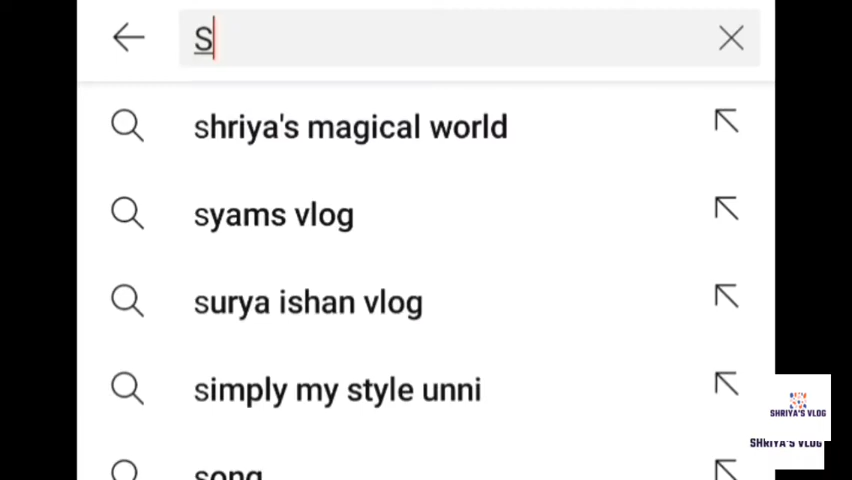 S
shriya's magical world
syams vlog
surya ishan vlog
simply my style unni
song
SHRIYA'S VLOG
SHRIYA'S VLOG